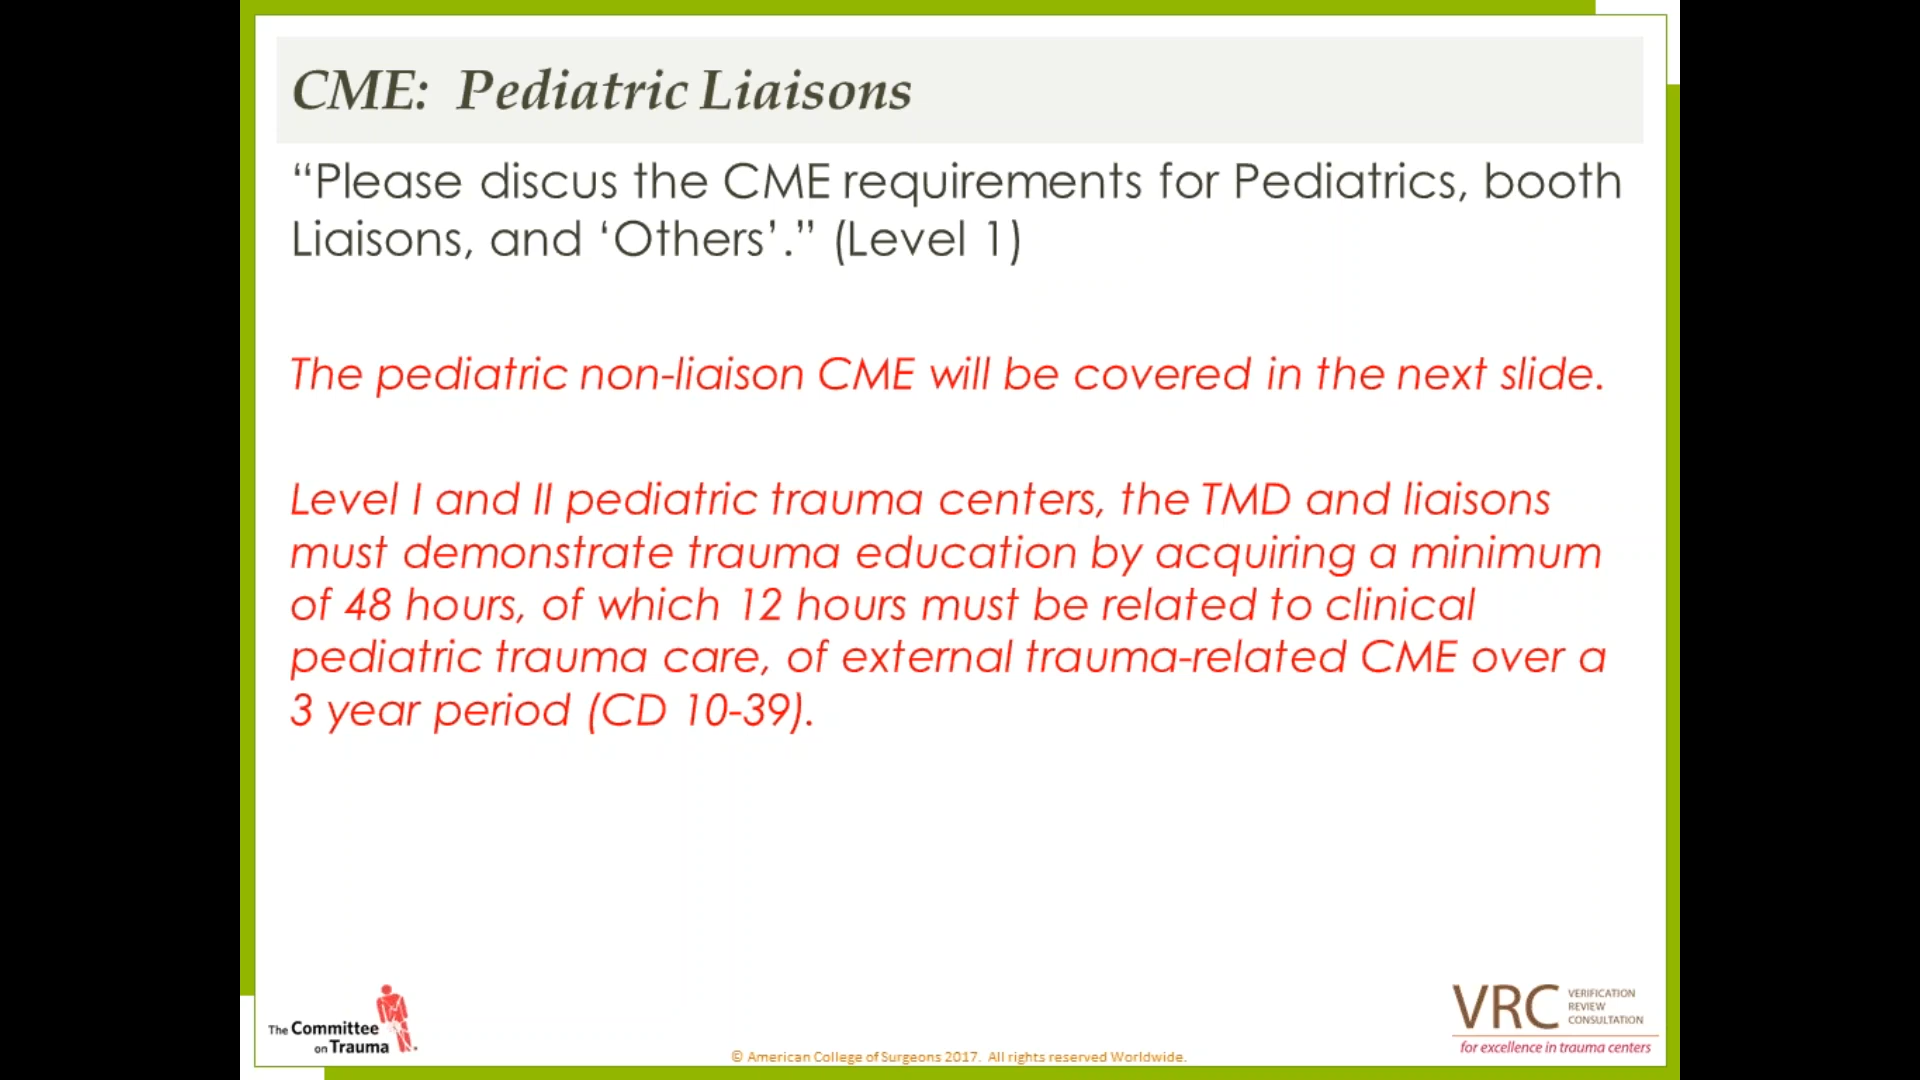 CME: Pediatric Liaisons
“Please discus the CME requirements for Pediatrics, booth
Liaisons, and ‘Others’.” (Level 1)
The pediatric non-liaison CME will be covered in the next slide.
Level I and II pediatric trauma centers, the TMD and liaisons
must demonstrate trauma education by acquiring a minimum
of 48 hours, of which 12 hours must be related to clinical
pediatric trauma care, of external trauma-related CME over a
3 year period (CD 10-39).
The Committee
on Trauma
© American College of Surgeons 2017. All rights reserved Worldwide.
VRC
VERIFICATION
REVIEW
CONSULTATION
for excellence in trauma centers